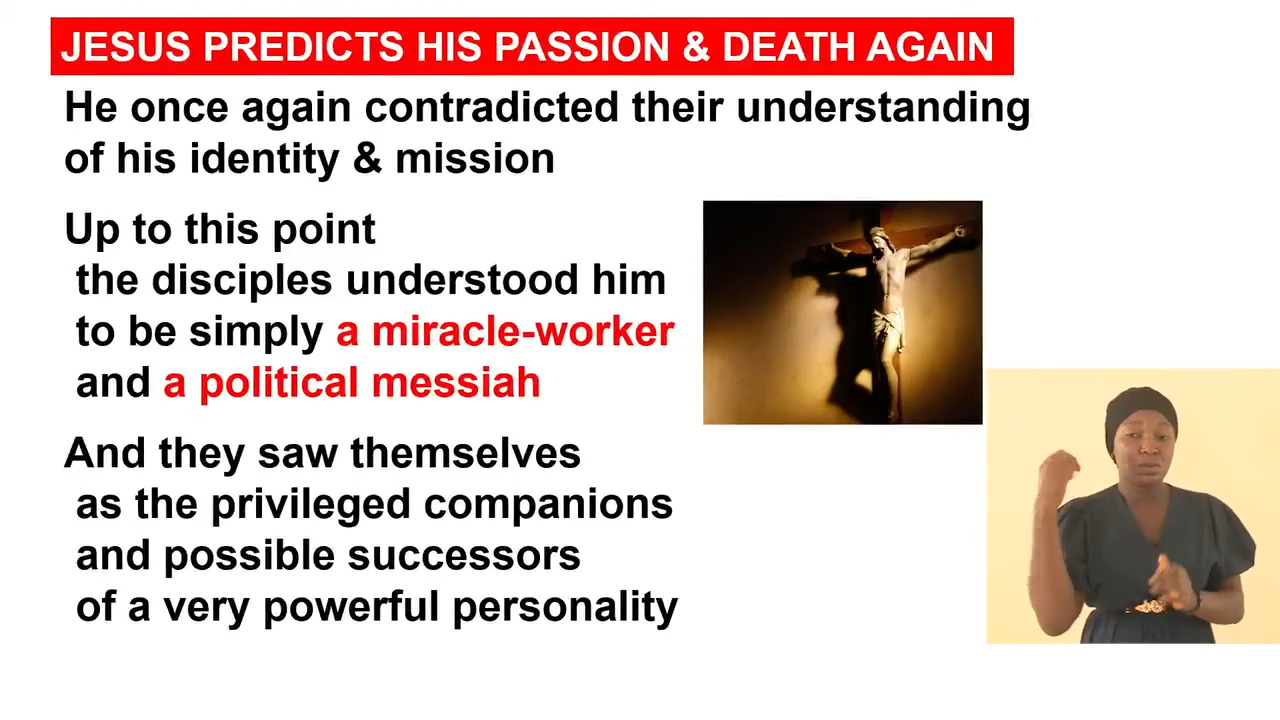 JESUS PREDICTS HIS PASSION & DEATH AGAIN
He once again contradicted their understanding
of his identity & mission
Up to this point
the disciples understood him
to be simply a miracle-worker
and a political messiah
And they saw themselves
as the privileged companions
and possible successors
of a very powerful personality